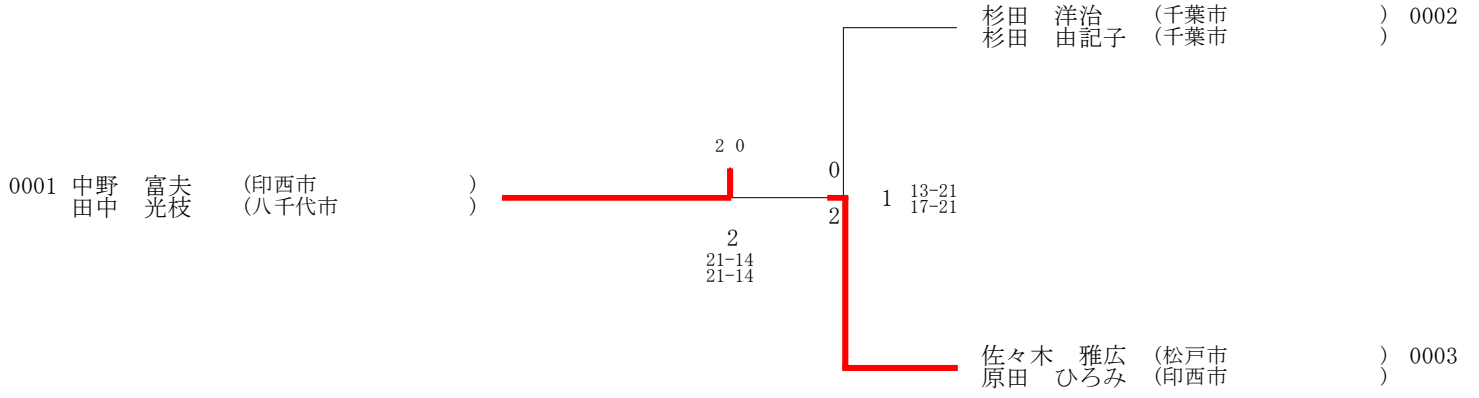 杉田　洋治　（千葉市　） 0002
杉田　由記子　（千葉市　）
2 0
0001 中野　富夫　（印西市　）
田中　光枝　（八千代市　）
0
2
1
13-21
17-21
2
21-14
21-14
佐々木　雅広　（松戸市　） 0003
原田　ひろみ　（印西市　）